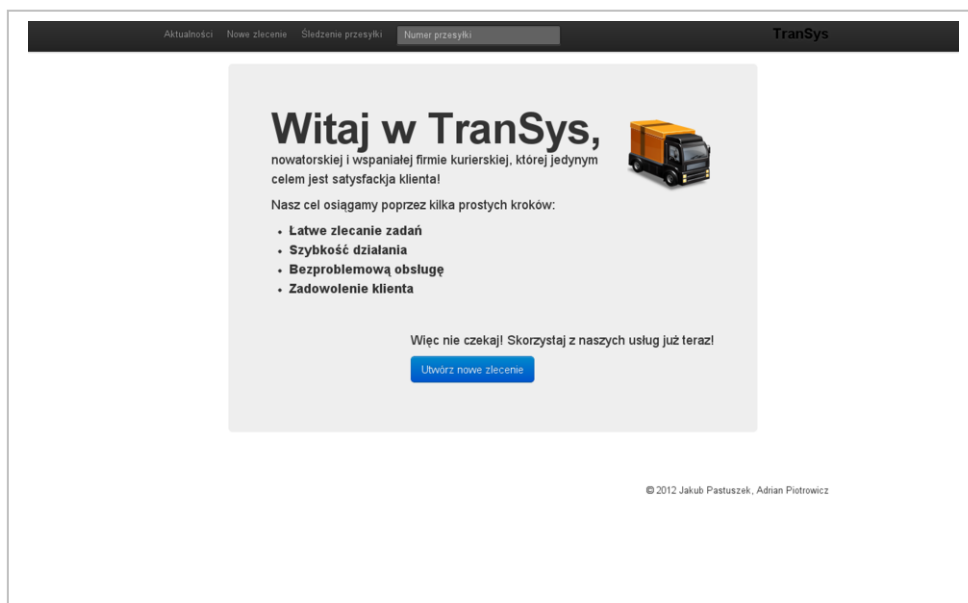 Aktualności Nowe zlecenie Śledzenie przesyłki Numer przesyłki TranSys
Witaj w TranSys,
nowatorskiej i wspaniałej firmie kurierskiej, której jedynym
celem jest satysfackja klienta!
Nasz cel osiągamy poprzez kilka prostych kroków:
• Łatwe zlecanie zadań
• Szybkość działania
• Bezproblemową obsługę
• Zadowolenie klienta
Więc nie czekaj! Skorzystaj z naszych usług już teraz!
Utwórz nowe zlecenie
© 2012 Jakub Pastuszek, Adrian Piotrowicz